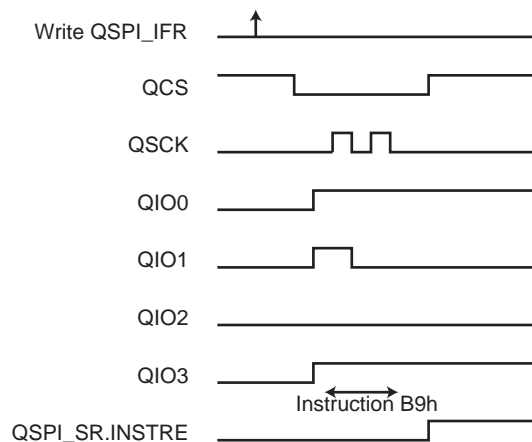 Write QSPI_IFR
QCS
QSCK
QIO0
QIO1
QIO2
QIO3
Instruction B9h
QSPI_SR.INSTRE